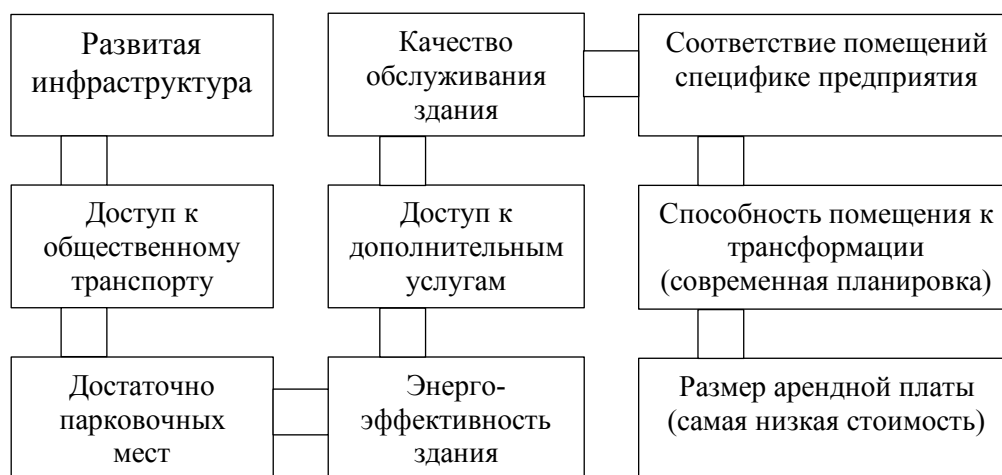 Развитая
инфраструктура
Качество
обслуживания
здания
Соответствие помещений
специфике предприятия
Доступ к
общественному
транспорту
Доступ к
дополнительным
услугам
Способность помещения к
трансформации
(современная планировка)
Достаточно
парковочных
мест
Энерго-
эффективность
здания
Размер арендной платы
(самая низкая стоимость)